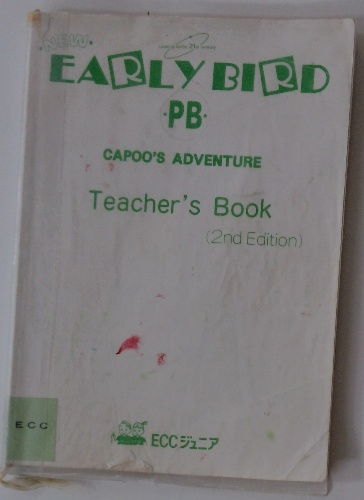 NEW
EARLY BIRD
·PB·
CAPOO'S ADVENTURE
Teacher's Book
(2nd Edition)
ECC
ECCジュニア